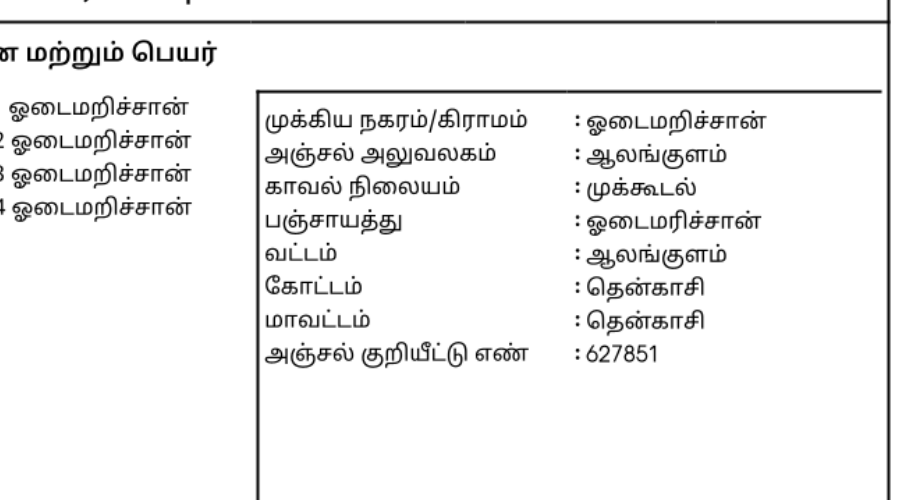 மற்றும் பெயர்
ஓடைமறிச்சான்
2 ஓடைமறிச்சான்
3 ஓடைமறிச்சான்
4 ஓடைமறிச்சான்
முக்கிய நகரம்/கிராமம் : ஓடைமறிச்சான்
அஞ்சல் அலுவலகம் : ஆலங்குளம்
காவல் நிலையம் : முக்கூடல்
பஞ்சாயத்து : ஓடைமரிச்சான்
வட்டம் : ஆலங்குளம்
கோட்டம் : தென்காசி
மாவட்டம் : தென்காசி
அஞ்சல் குறியீட்டு எண் : 627851